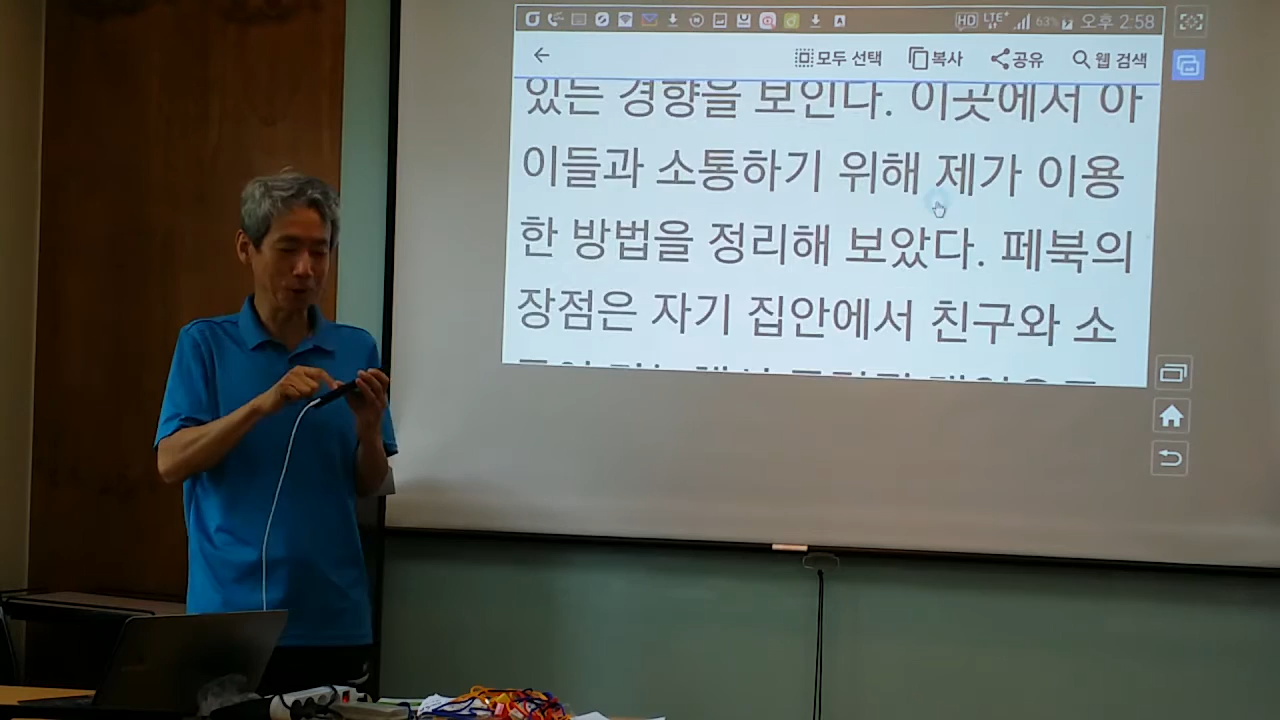 HD LTE+ 63% 오후 2:58
모두 선택 복사 공유 웹 검색
있는 경향을 보인다. 이곳에서 아
이들과 소통하기 위해 제가 이용
한 방법을 정리해 보았다. 페북의
장점은 자기 집안에서 친구와 소